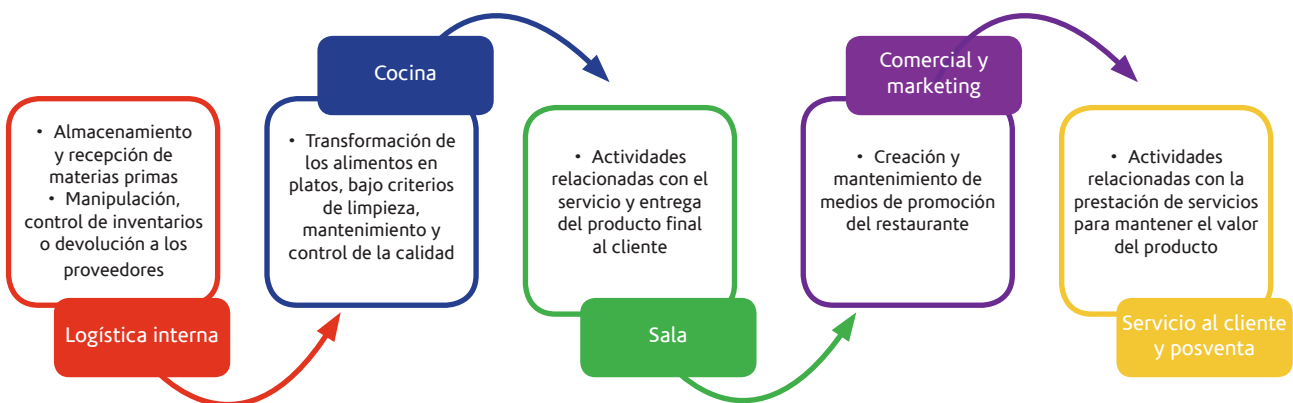 • Almacenamiento
y recepción de
materias primas
• Manipulación,
control de inventarios
o devolución a los
proveedores
Logística interna
Cocina
• Transformación de
los alimentos en
platos, bajo criterios
de limpieza,
mantenimiento y
control de la calidad
• Actividades
relacionadas con el
servicio y entrega
del producto final
al cliente
Sala
Comercial y
marketing
• Creación y
mantenimiento de
medios de promoción
del restaurante
• Actividades
relacionadas con la
prestación de servicios
para mantener el valor
del producto
Servicio al cliente
y posventa